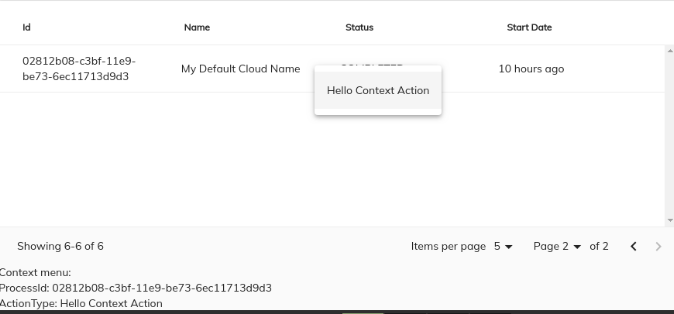 Id Name Status Start Date
02812b08-c3bf-11e9-
be73-6ec11713d9d3 My Default Cloud Name 10 hours ago
Hello Context Action
Showing 6-6 of 6 Items per page 5 Page 2 of 2
Context menu:
ProcessId: 02812b08-c3bf-11e9-be73-6ec11713d9d3
ActionType: Hello Context Action